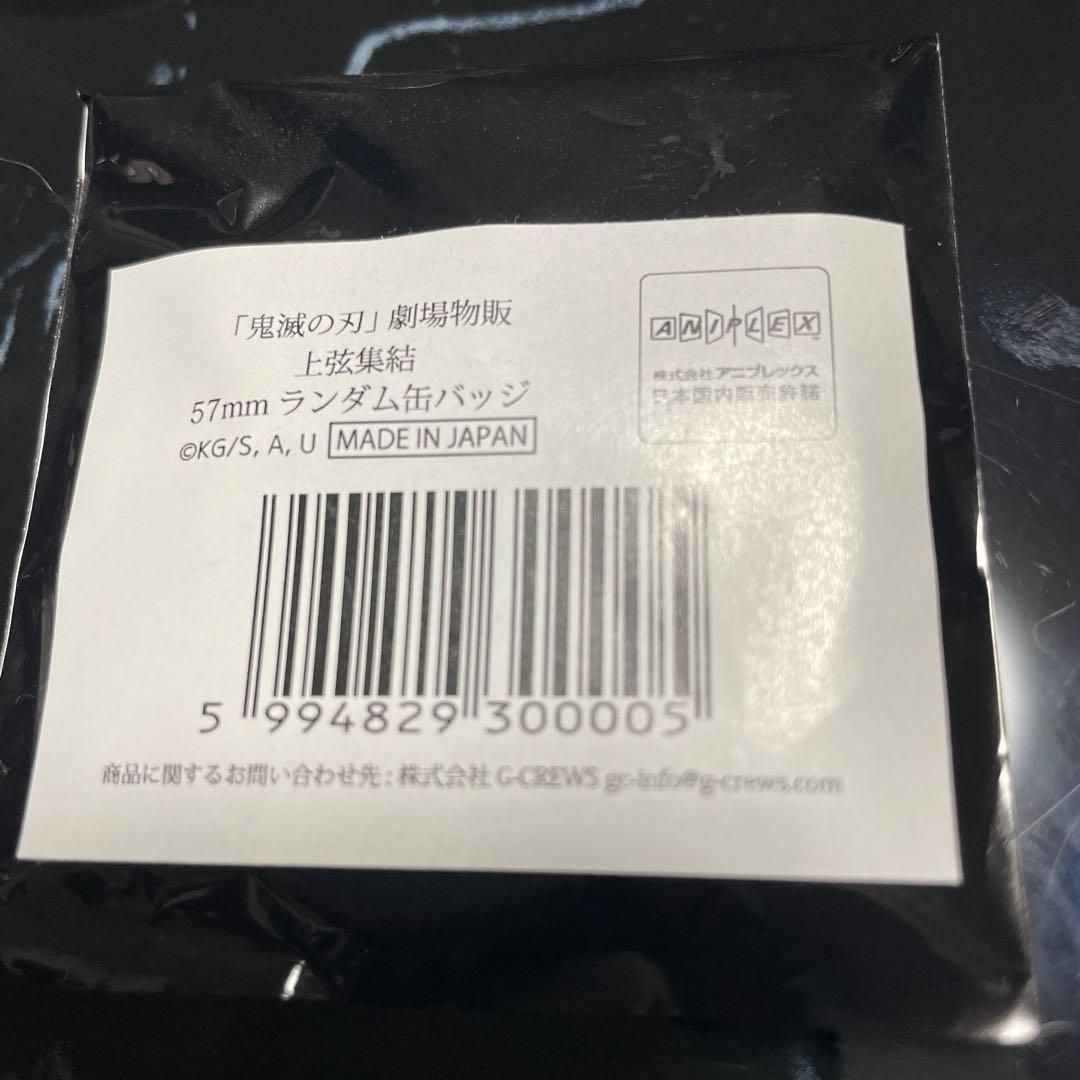 「鬼滅の刃」劇場物販
上弦集結
57mm ランダム缶バッジ
©KG/S, A, U MADE IN JAPAN
ANIPLEX™
株式会社アニプレックス
日本国内販売許諾
5 994829 300005
商品に関するお問い合わせ先 : 株式会社 G-CREWS gc-info@g-crews.com